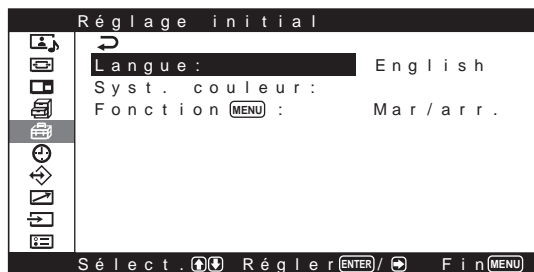 Réglage initial
Langue: English
Syst. couleur:
Fonction MENU : Mar/arr.
Sélect. Régler ENTER / Fin MENU